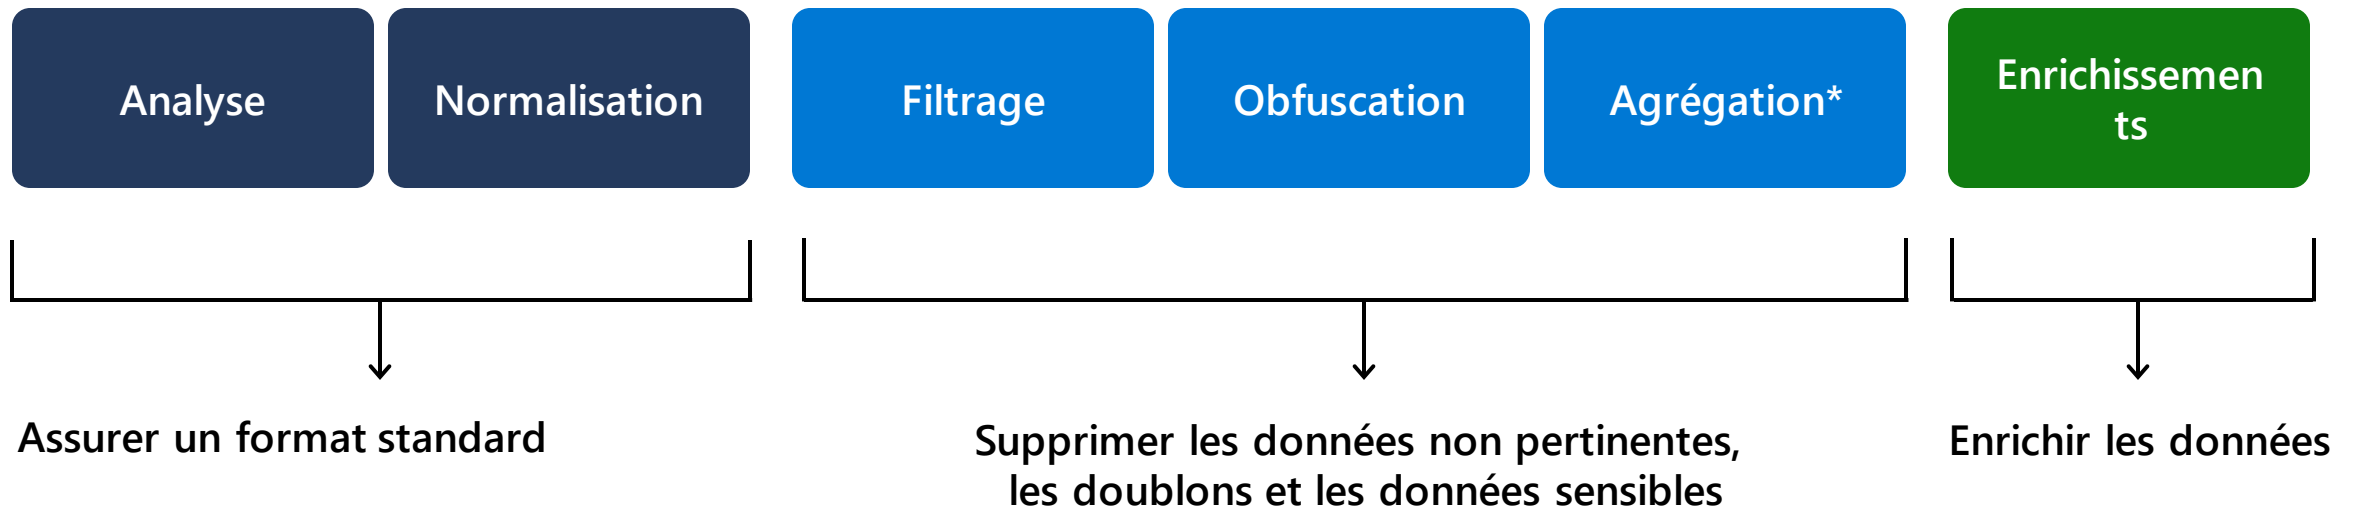 Analyse
Normalisation
Filtrage
Obfuscation
Agrégation*
Enrichissemen
ts
Assurer un format standard
Supprimer les données non pertinentes,
les doublons et les données sensibles
Enrichir les données